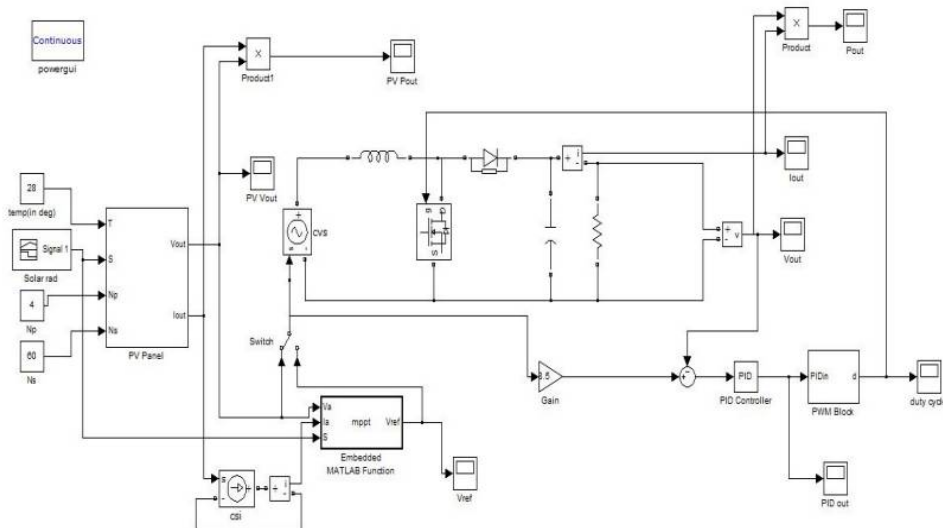 Continuous
powergui
X
Product1
PV Pout
X
Product
Pout
PV Vout
i
+
-
Iout
28
temp(in deg)
Signal 1
Solar rad
4
Np
60
Ns
T
S
Np
Ns
Vout
Iout
PV Panel
+
s
-
CVS
g
D
S
+
-
v
Vout
Switch
Gain
PID
PID Controller
PIDin
d
PWM Block
duty cycle
Va
Ia
S
mppt
Vref
Embedded
MATLAB Function
Vref
PID out
s
-
+
i
-
csi